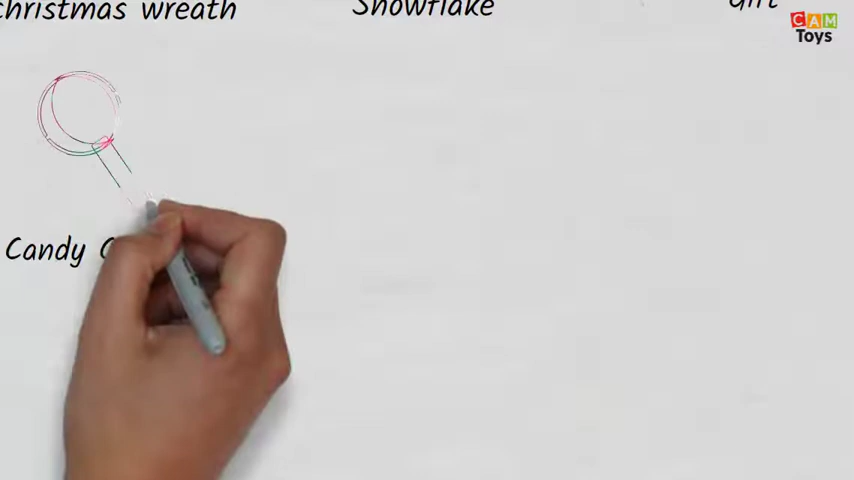 christmas wreath
Snowflake
Gift
CAM
Toys
Candy C